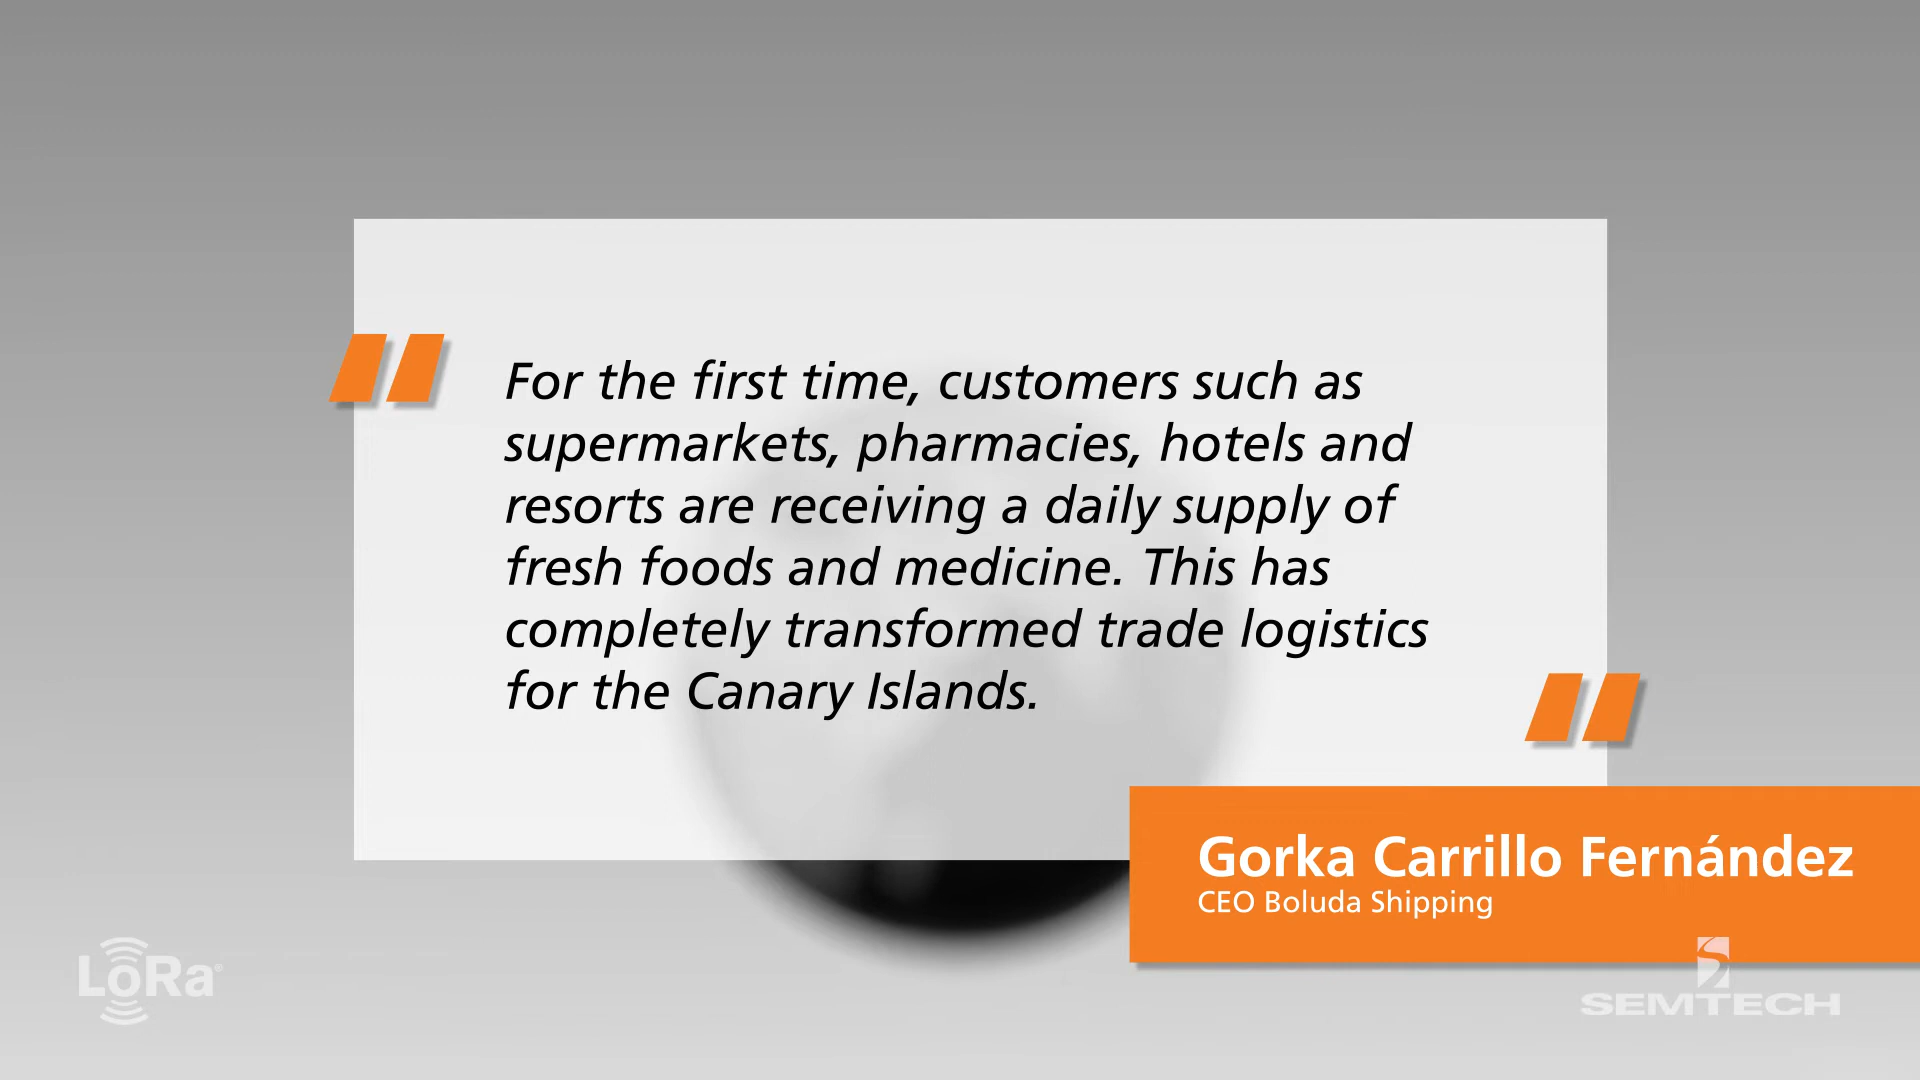 For the first time, customers such as
supermarkets, pharmacies, hotels and
resorts are receiving a daily supply of
fresh foods and medicine. This has
completely transformed trade logistics
for the Canary Islands.
Gorka Carrillo Fernández
CEO Boluda Shipping
LoRa®
SEMTECH